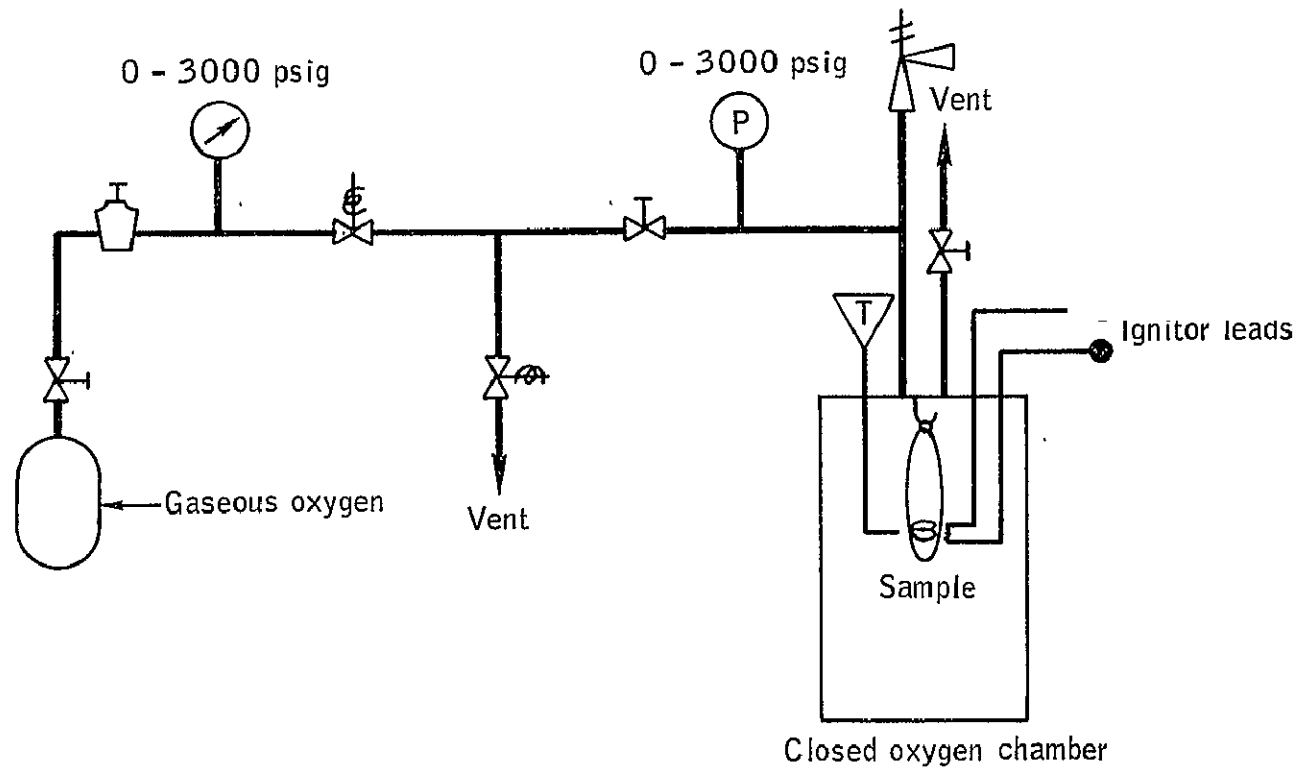 0 - 3000 psig
0 - 3000 psig
P
Vent
T
Ignitor leads
Gaseous oxygen
Vent
Sample
Closed oxygen chamber